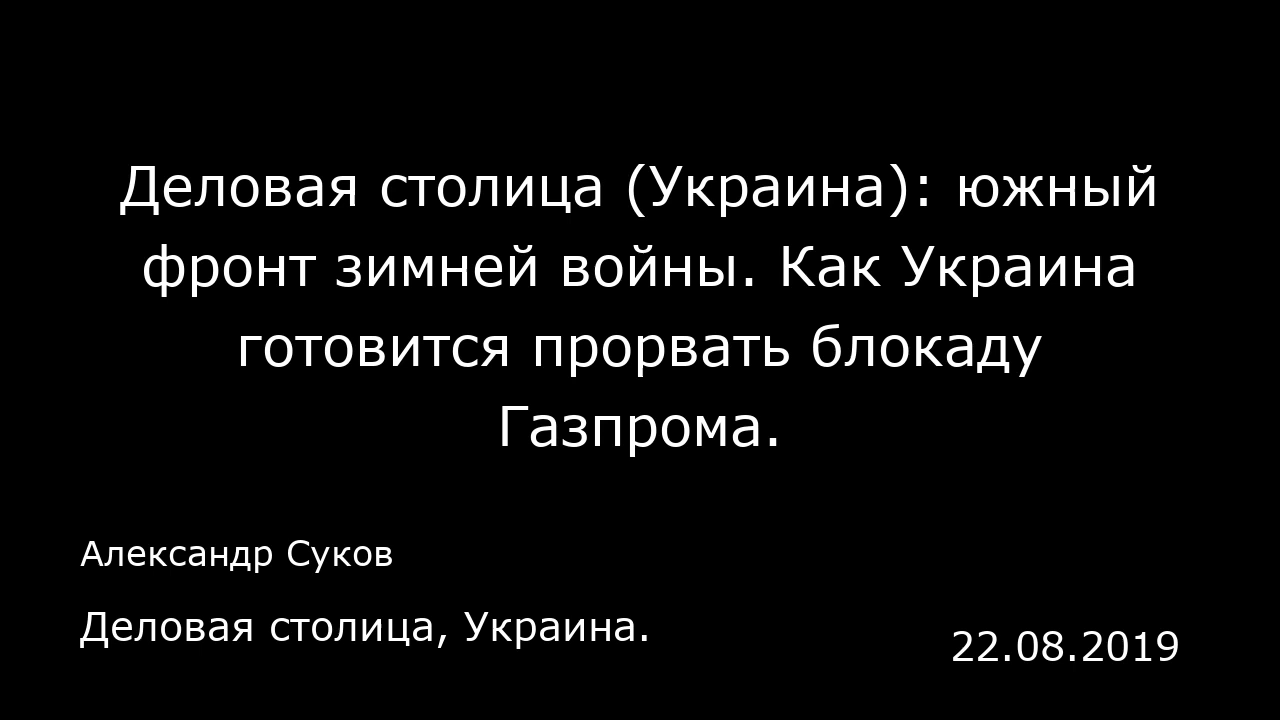 Деловая столица (Украина): южный
фронт зимней войны. Как Украина
готовится прорвать блокаду
Газпрома.
Александр Суков
Деловая столица, Украина.
22.08.2019